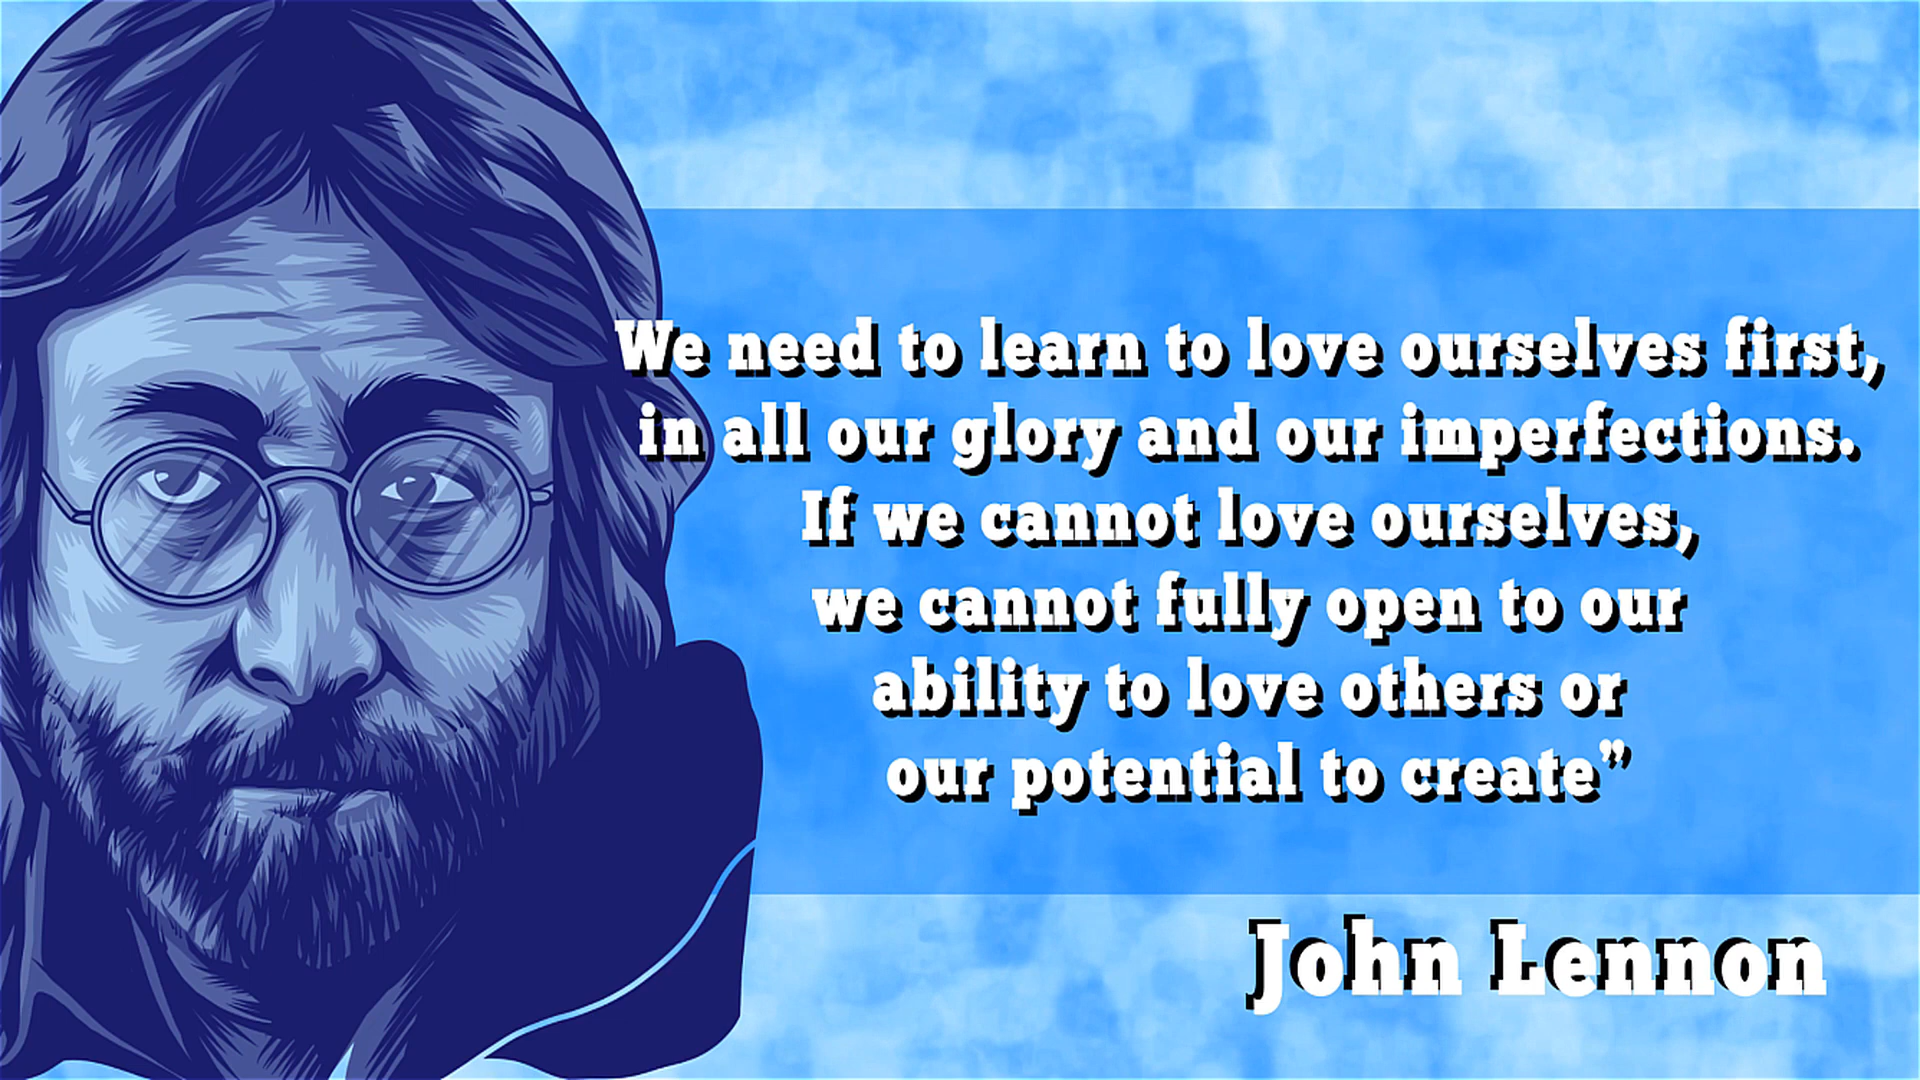 We need to learn to love ourselves first,
in all our glory and our imperfections.
If we cannot love ourselves,
we cannot fully open to our
ability to love others or
our potential to create”
John Lennon